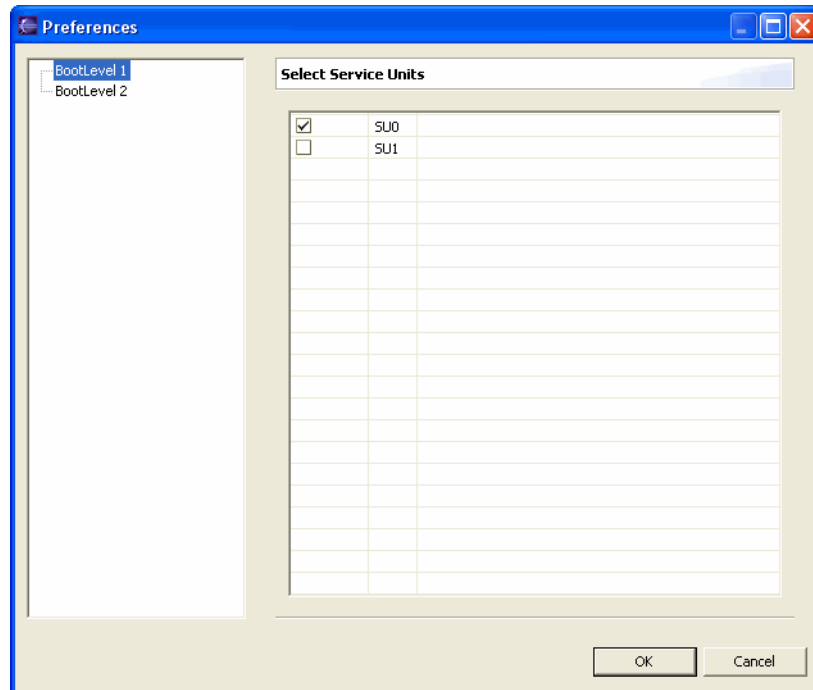 Preferences
BootLevel 1
BootLevel 2
Select Service Units
SU0
SU1
OK
Cancel